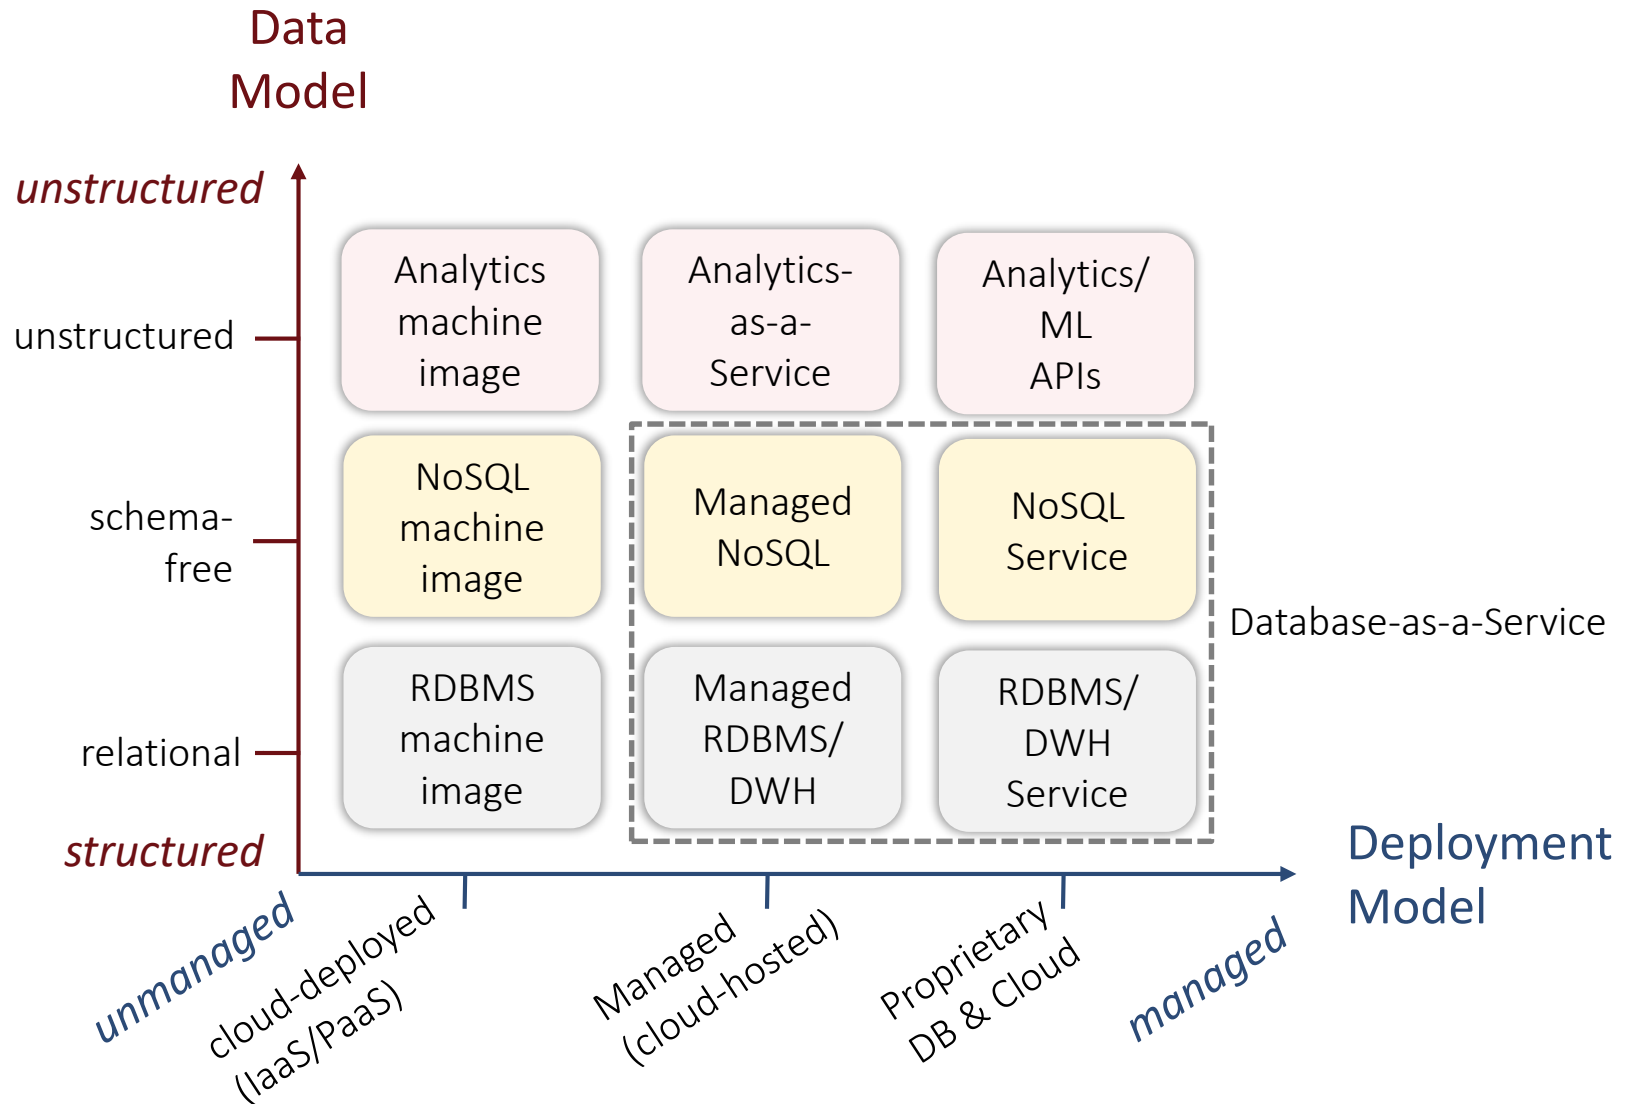 Data
Model
unstructured
unstructured
schema-
free
relational
structured
Analytics
machine
image
Analytics-
as-a-
Service
Analytics/
ML
APIs
NoSQL
machine
image
Managed
NoSQL
NoSQL
Service
RDBMS
machine
image
Managed
RDBMS/
DWH
RDBMS/
DWH
Service
Database-as-a-Service
Deployment
Model
unmanaged
cloud-deployed
(IaaS/PaaS)
Managed
(cloud-hosted)
Proprietary
DB & Cloud
managed